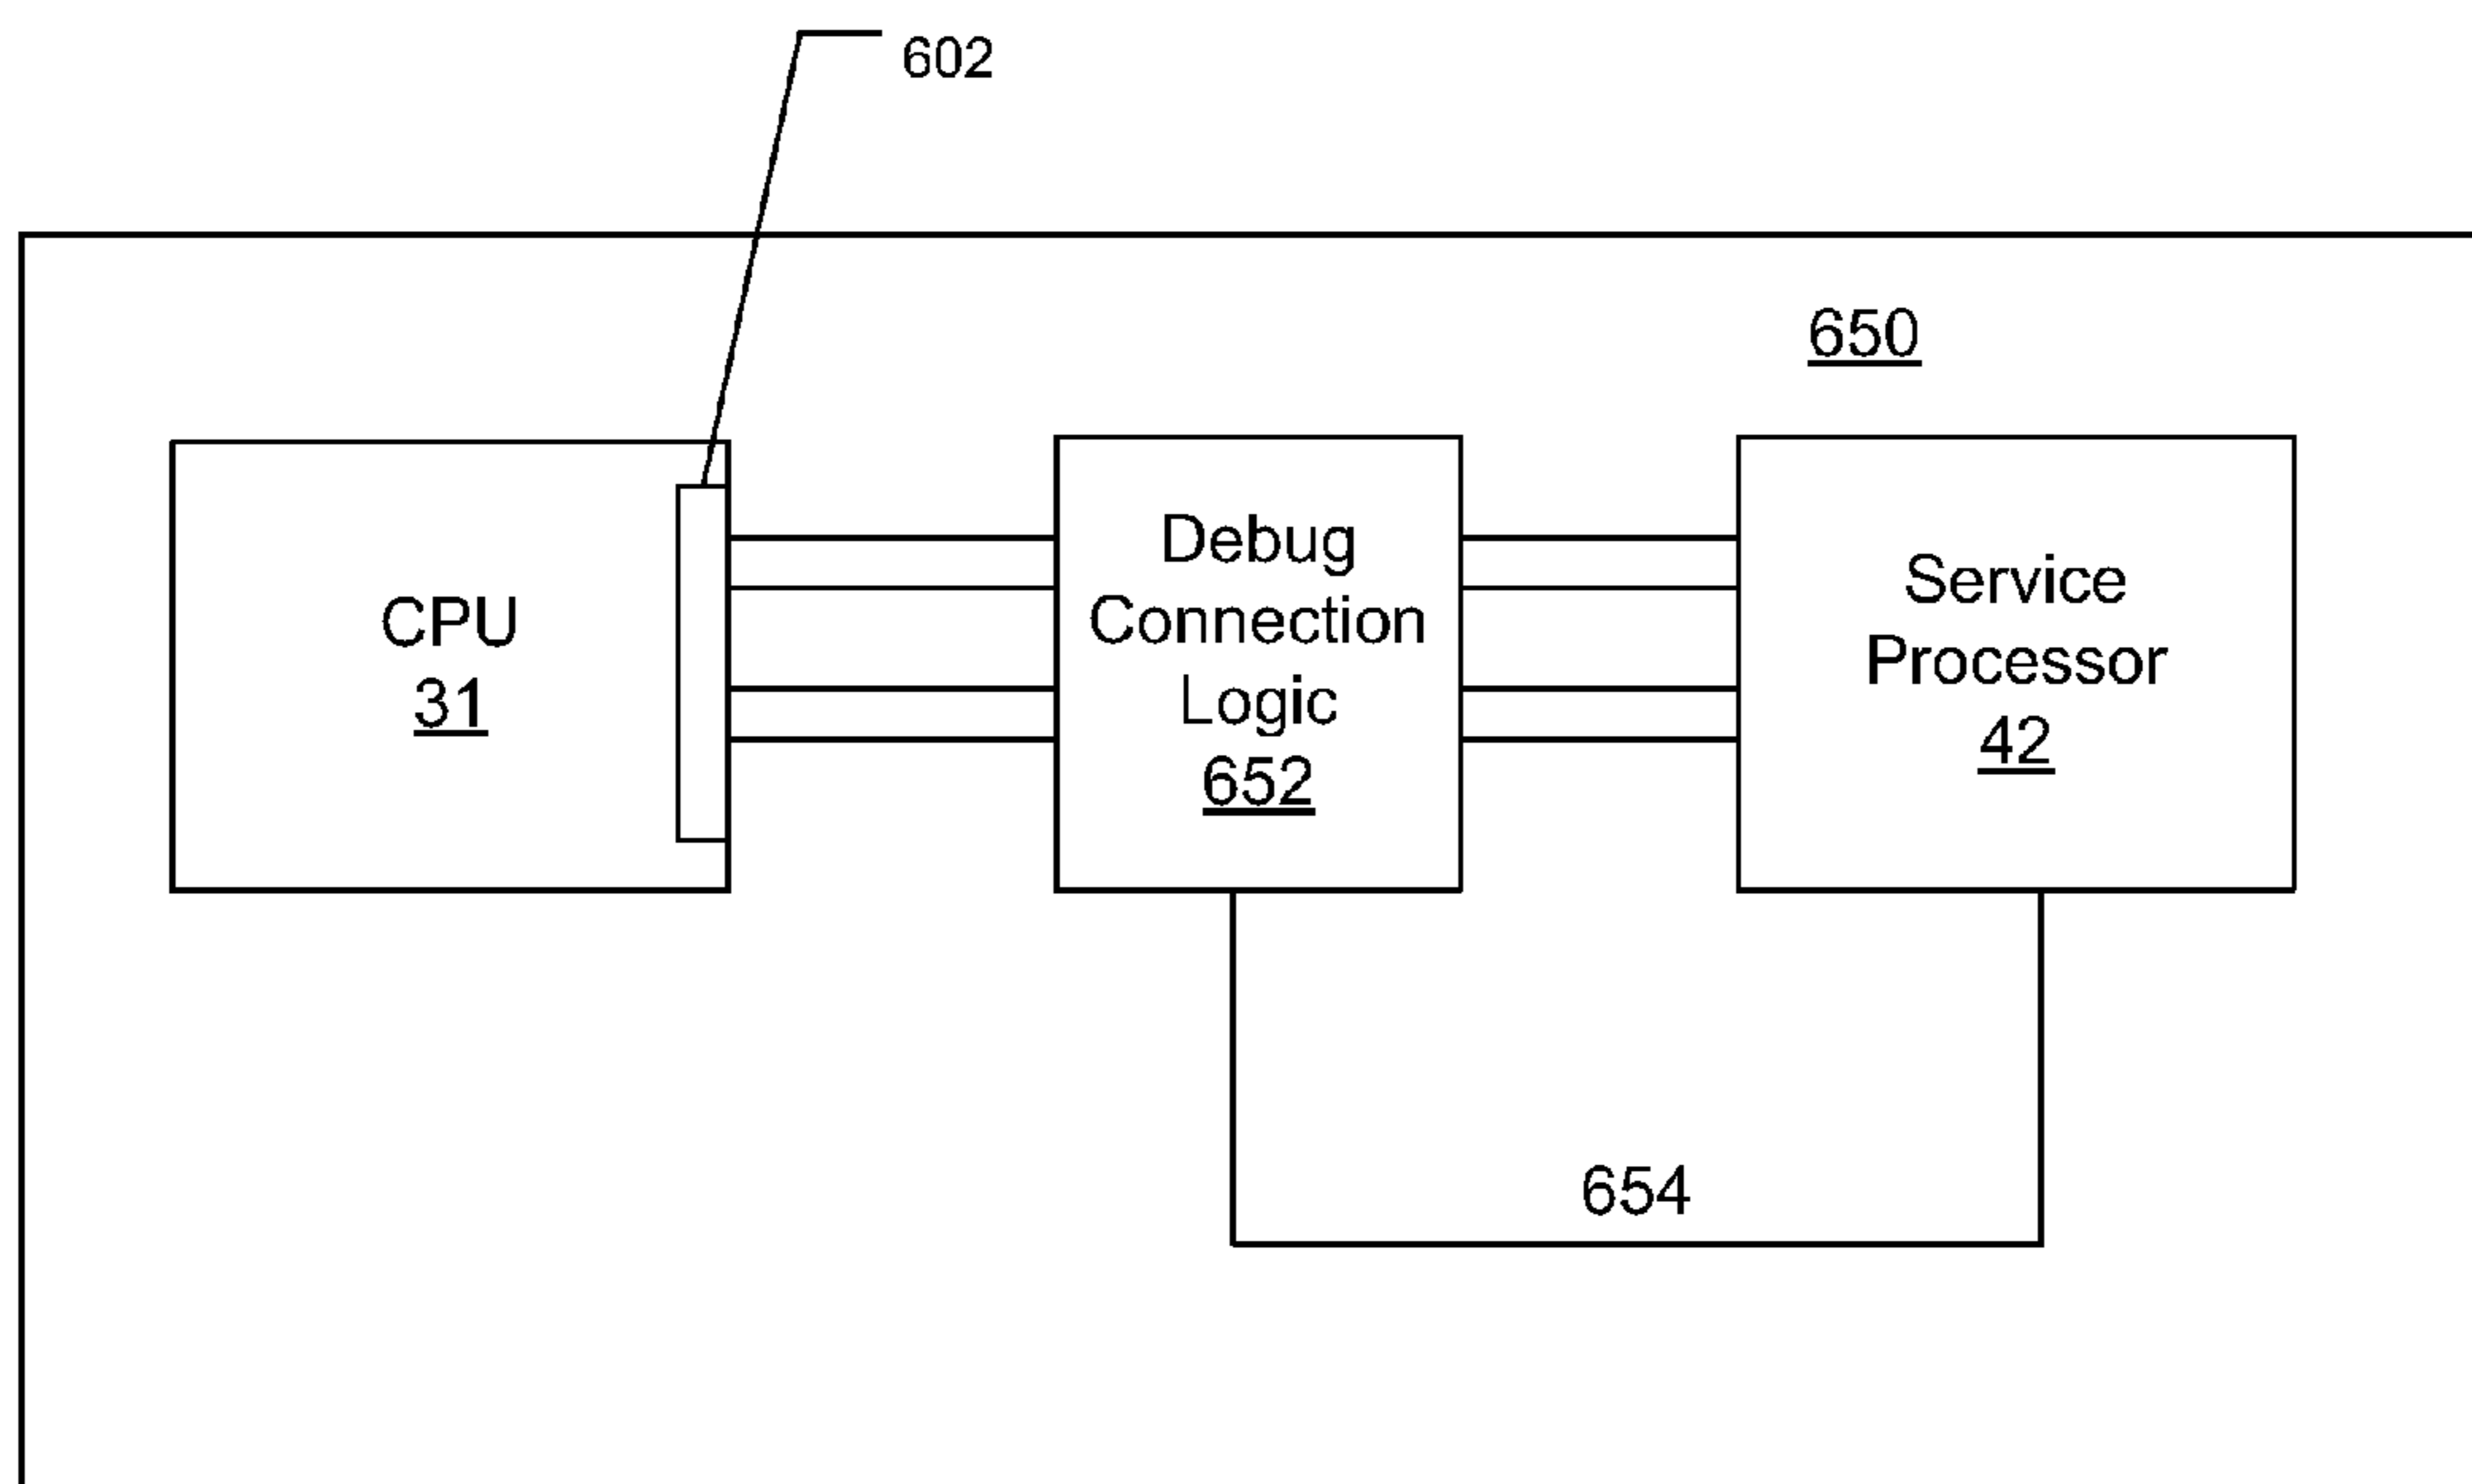 602
650
CPU
31
Debug
Connection
Logic
652
Service
Processor
42
654